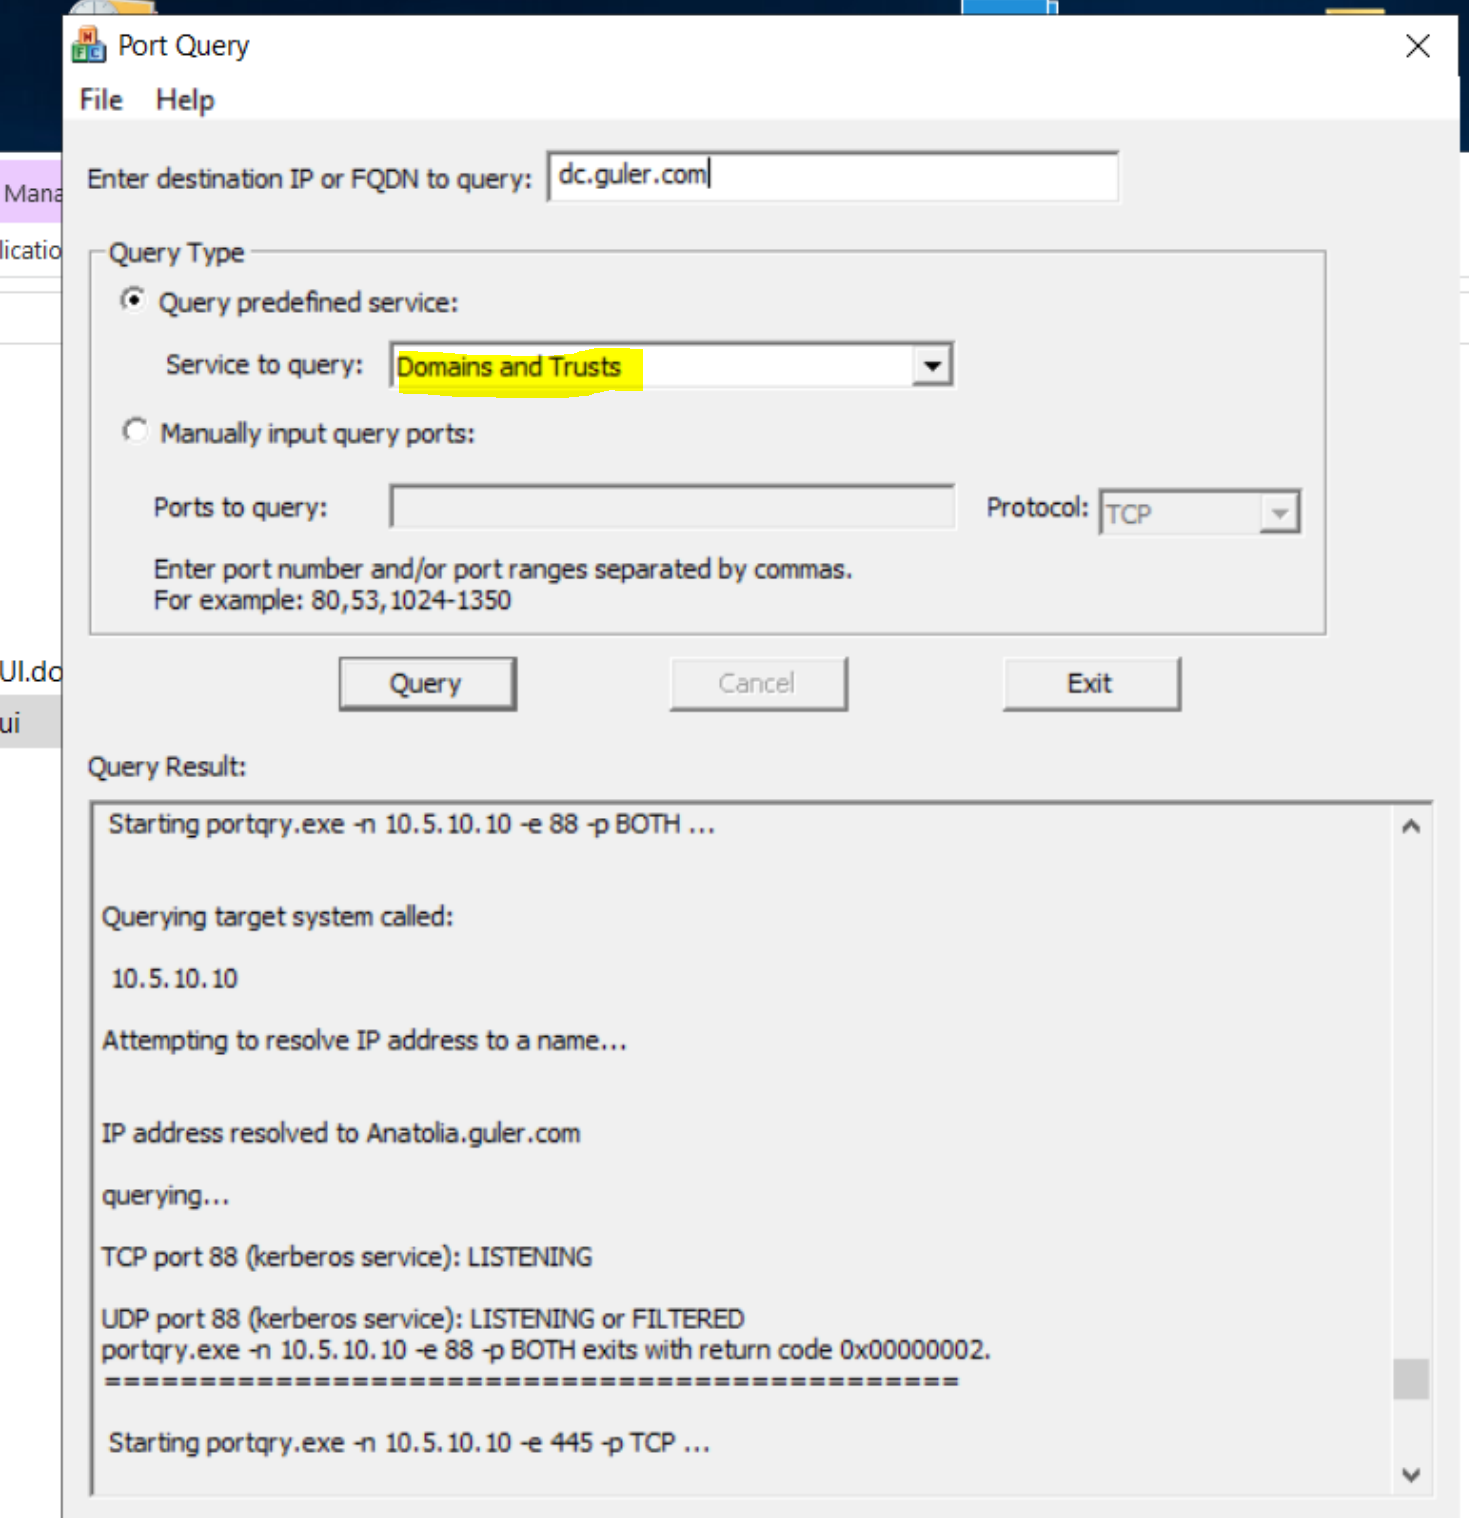 Port Query
File Help
Mana
licatio
Enter destination IP or FQDN to query: dc.guler.com
Query Type
Query predefined service:
Service to query: Domains and Trusts
Manually input query ports:
Ports to query: Protocol: TCP
Enter port number and/or port ranges separated by commas.
For example: 80,53,1024-1350
UI.do
ui
Query Cancel Exit
Query Result:
Starting portqry.exe -n 10.5.10.10 -e 88 -p BOTH ...
Querying target system called:
10.5.10.10
Attempting to resolve IP address to a name...
IP address resolved to Anatolia.guler.com
querying...
TCP port 88 (kerberos service): LISTENING
UDP port 88 (kerberos service): LISTENING or FILTERED
portqry.exe -n 10.5.10.10 -e 88 -p BOTH exits with return code 0x00000002.
=============================================
Starting portqry.exe -n 10.5.10.10 -e 445 -p TCP ...